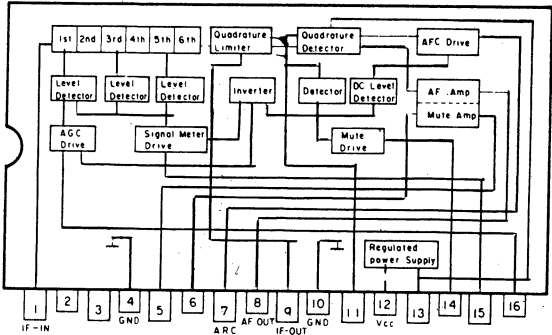 1st 2nd 3rd 4th 5th 6th
Quadrature Limiter
Quadrature Detector
AFC Drive
Level Detector
Level Detector
Level Detector
Inverter
Detector
DC Level Detector
AF . Amp
Mute Amp
AGC Drive
Signal Meter Drive
Mute Drive
Regulated power Supply
1 2 3 4 5 6 7 8 9 10 11 12 13 14 15 16
IF-IN
GND
ARC
AF OUT
IF-OUT
GND
Vcc